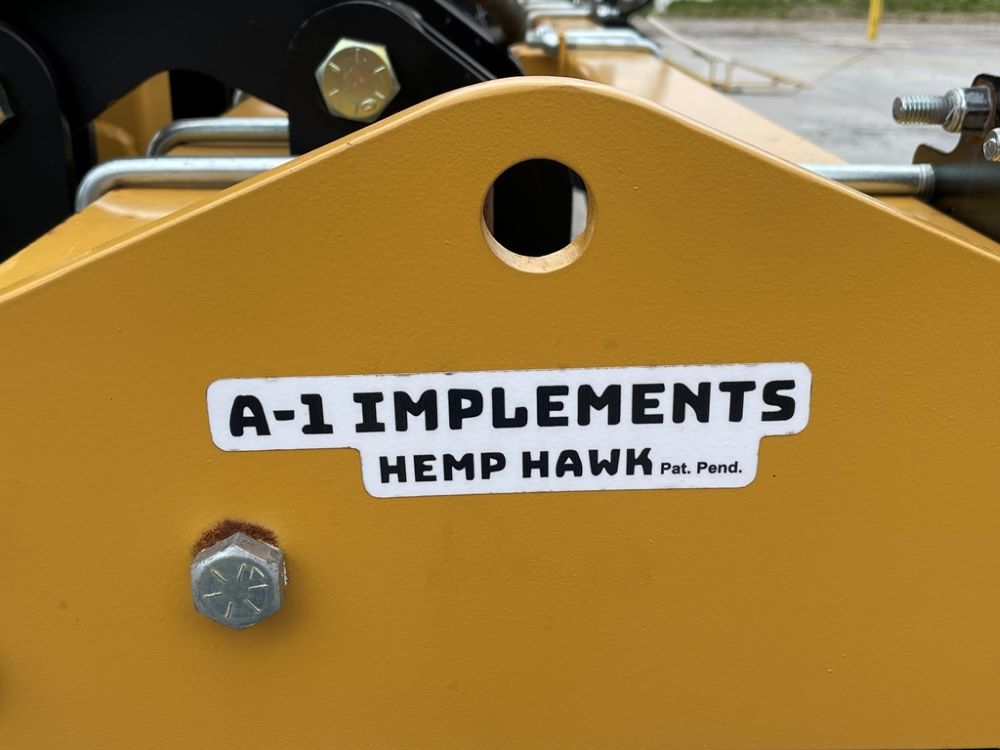 A-1 IMPLEMENTS
HEMP HAWK Pat. Pend.